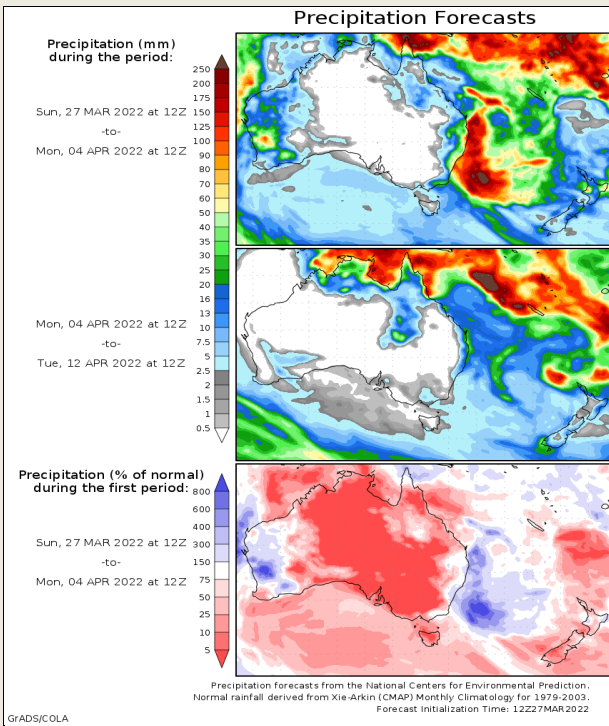 Precipitation Forecasts
Precipitation (mm)
during the period:
Sun, 27 MAR 2022 at 12Z
-to-
Mon, 04 APR 2022 at 12Z
250
200
175
150
125
100
90
80
70
60
50
40
35
30
25
20
16
13
10
7.5
5
2.5
2
1.5
1
0.5
Mon, 04 APR 2022 at 12Z
-to-
Tue, 12 APR 2022 at 12Z
Precipitation (% of normal)
during the first period:
Sun, 27 MAR 2022 at 12Z
-to-
Mon, 04 APR 2022 at 12Z
800
600
400
300
150
75
50
25
10
5
Precipitation forecasts from the National Centers for Environmental Prediction.
Normal rainfall derived from Xie-Arkin (CMAP) Monthly Climatology for 1979-2003.
Forecast Initialization Time: 12Z27MAR2022
GrADS/COLA